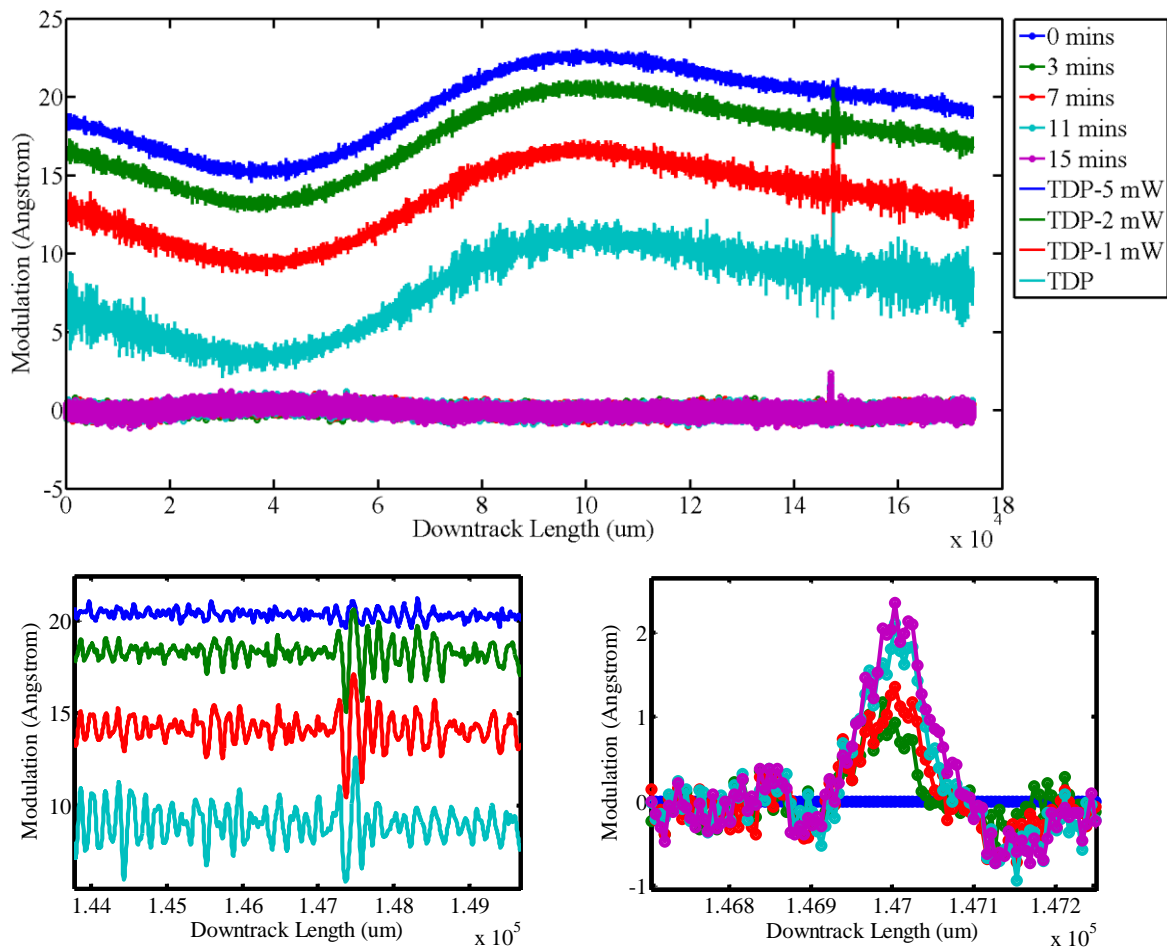 25
20
15
10
5
0
-5
Modulation (Angstrom)
0
2
4
6
8
10
12
14
16
18
Downtrack Length (um)
x 10
4
0 mins
3 mins
7 mins
11 mins
15 mins
TDP-5 mW
TDP-2 mW
TDP-1 mW
TDP
20
15
10
Modulation (Angstrom)
1.44
1.45
1.46
1.47
1.48
1.49
Downtrack Length (um)
x 10
5
2
1
0
-1
Modulation (Angstrom)
1.468
1.469
1.47
1.471
1.472
Downtrack Length (um)
x 10
5